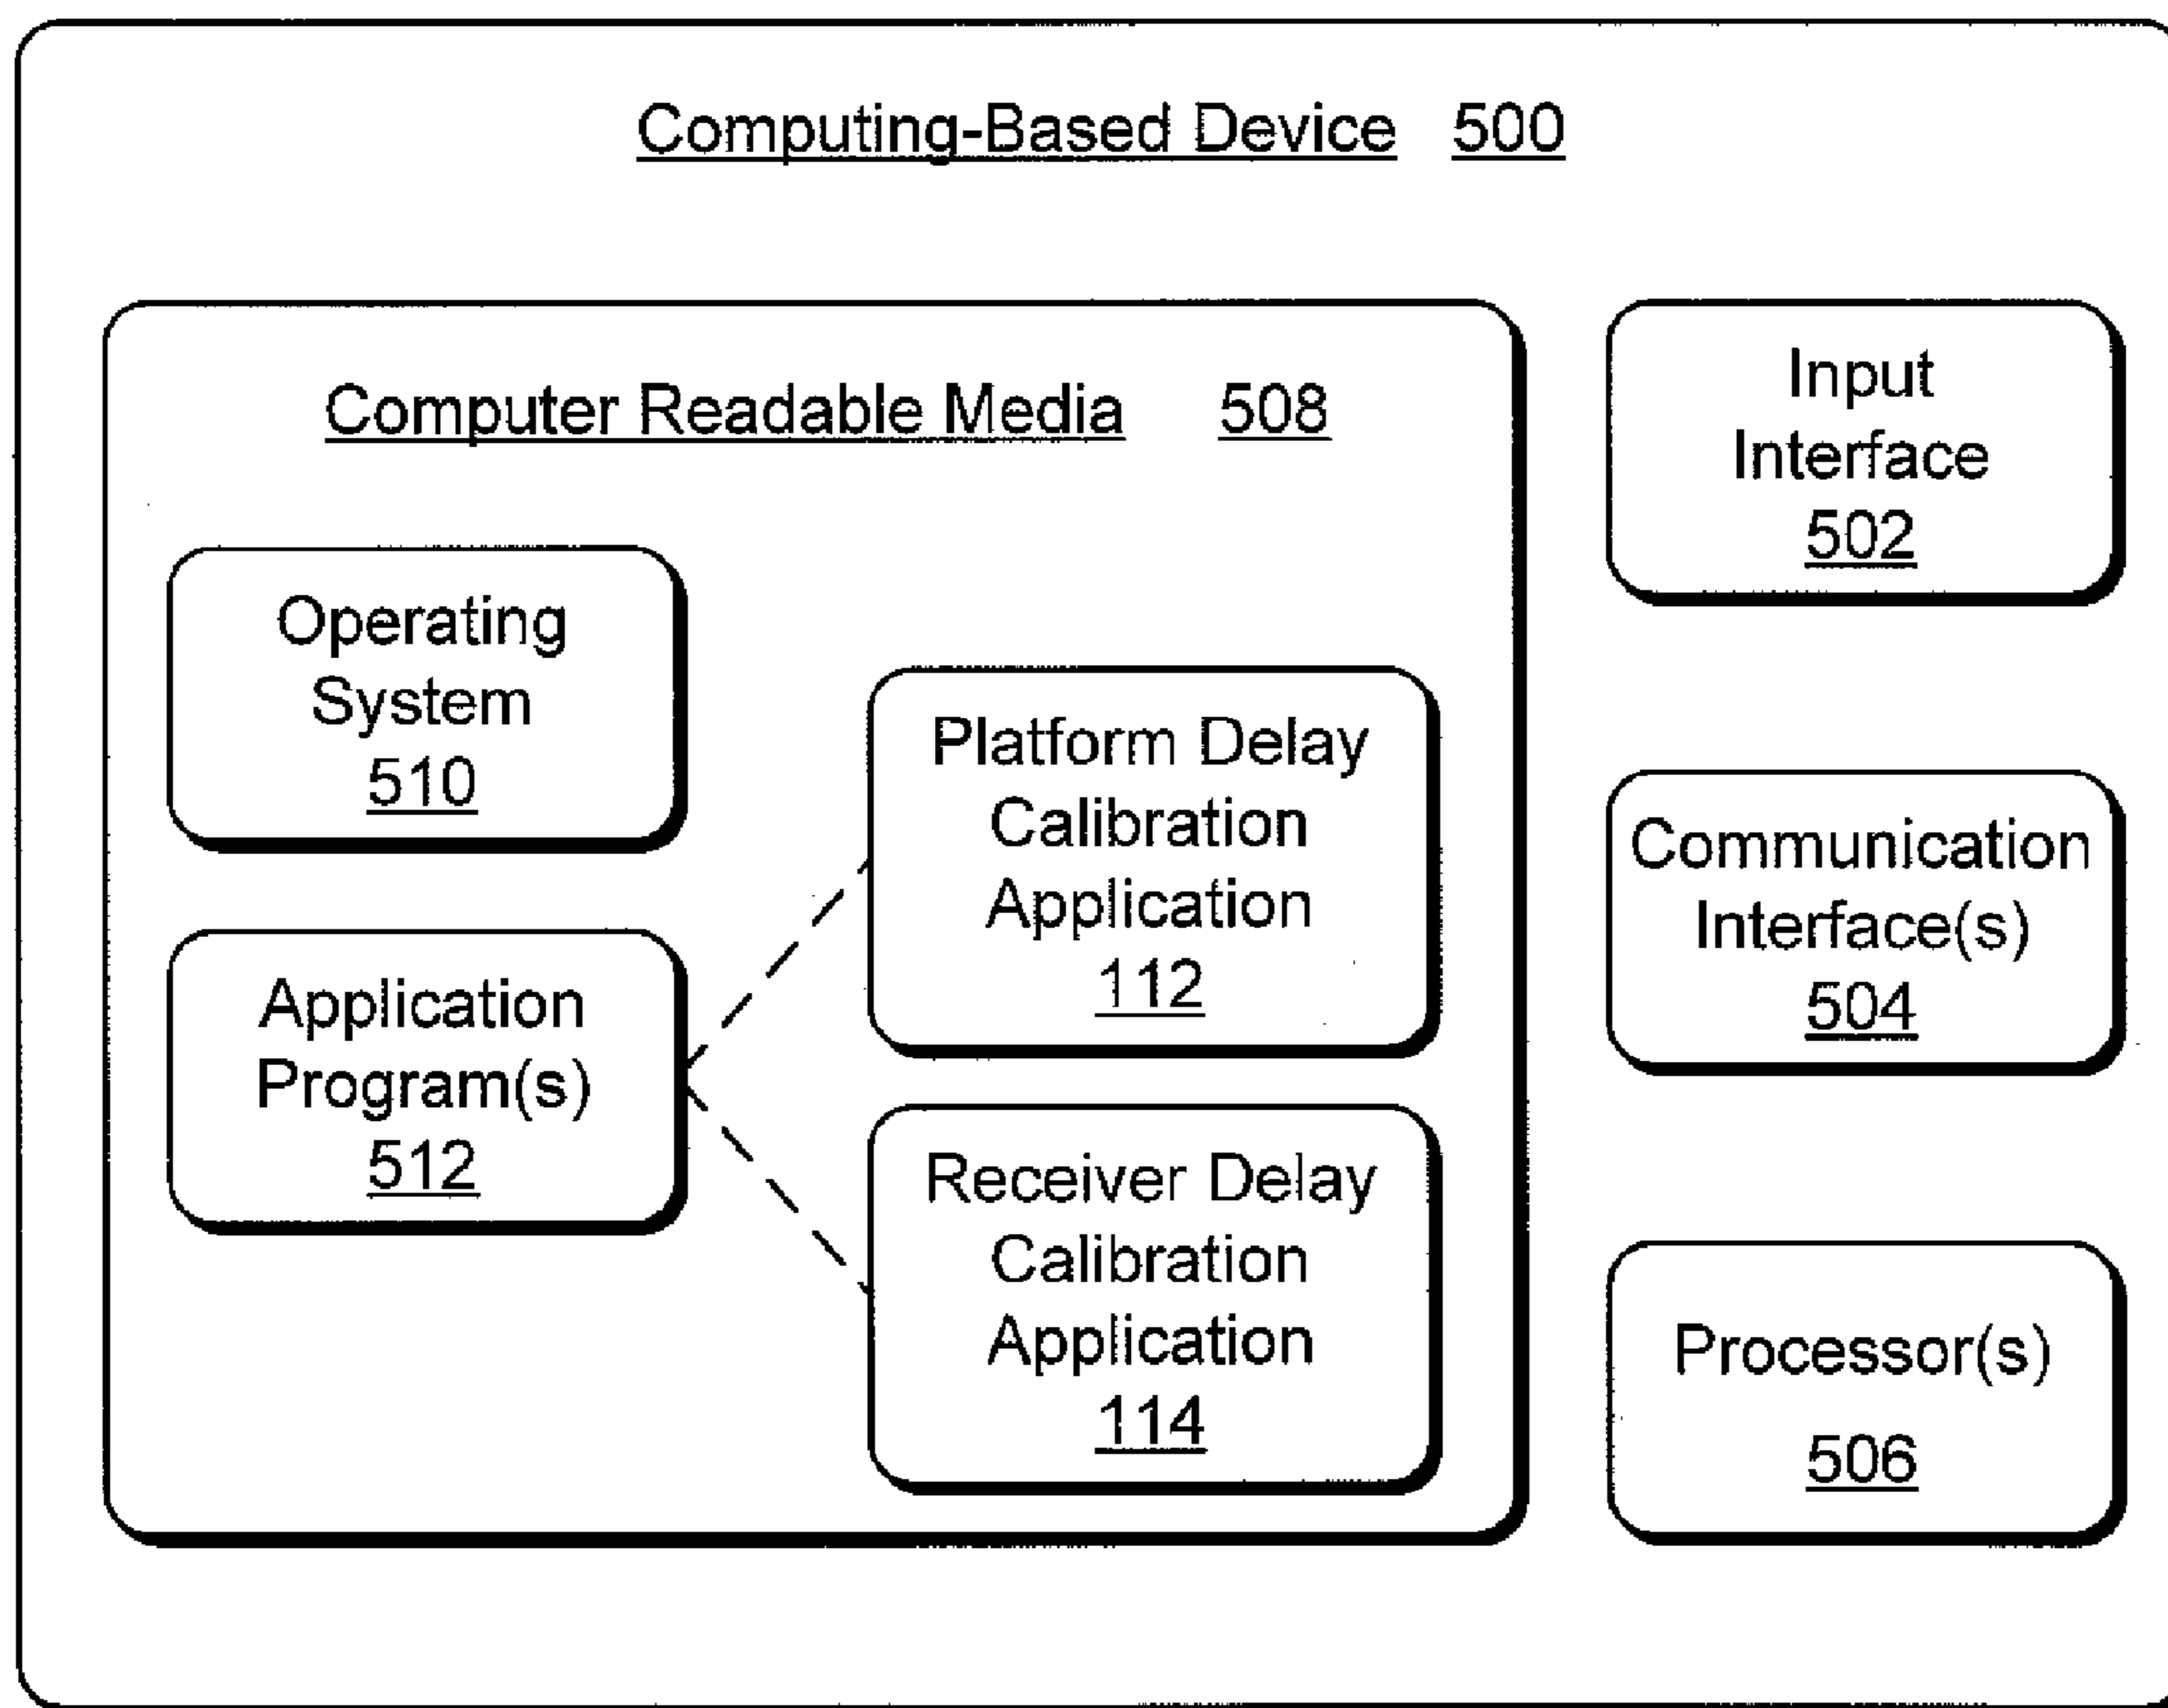 Computing-Based Device 500
Computer Readable Media 508
Operating
System
510
Application
Program(s)
512
Platform Delay
Calibration
Application
112
Receiver Delay
Calibration
Application
114
Input
Interface
502
Communication
Interface(s)
504
Processor(s)
506